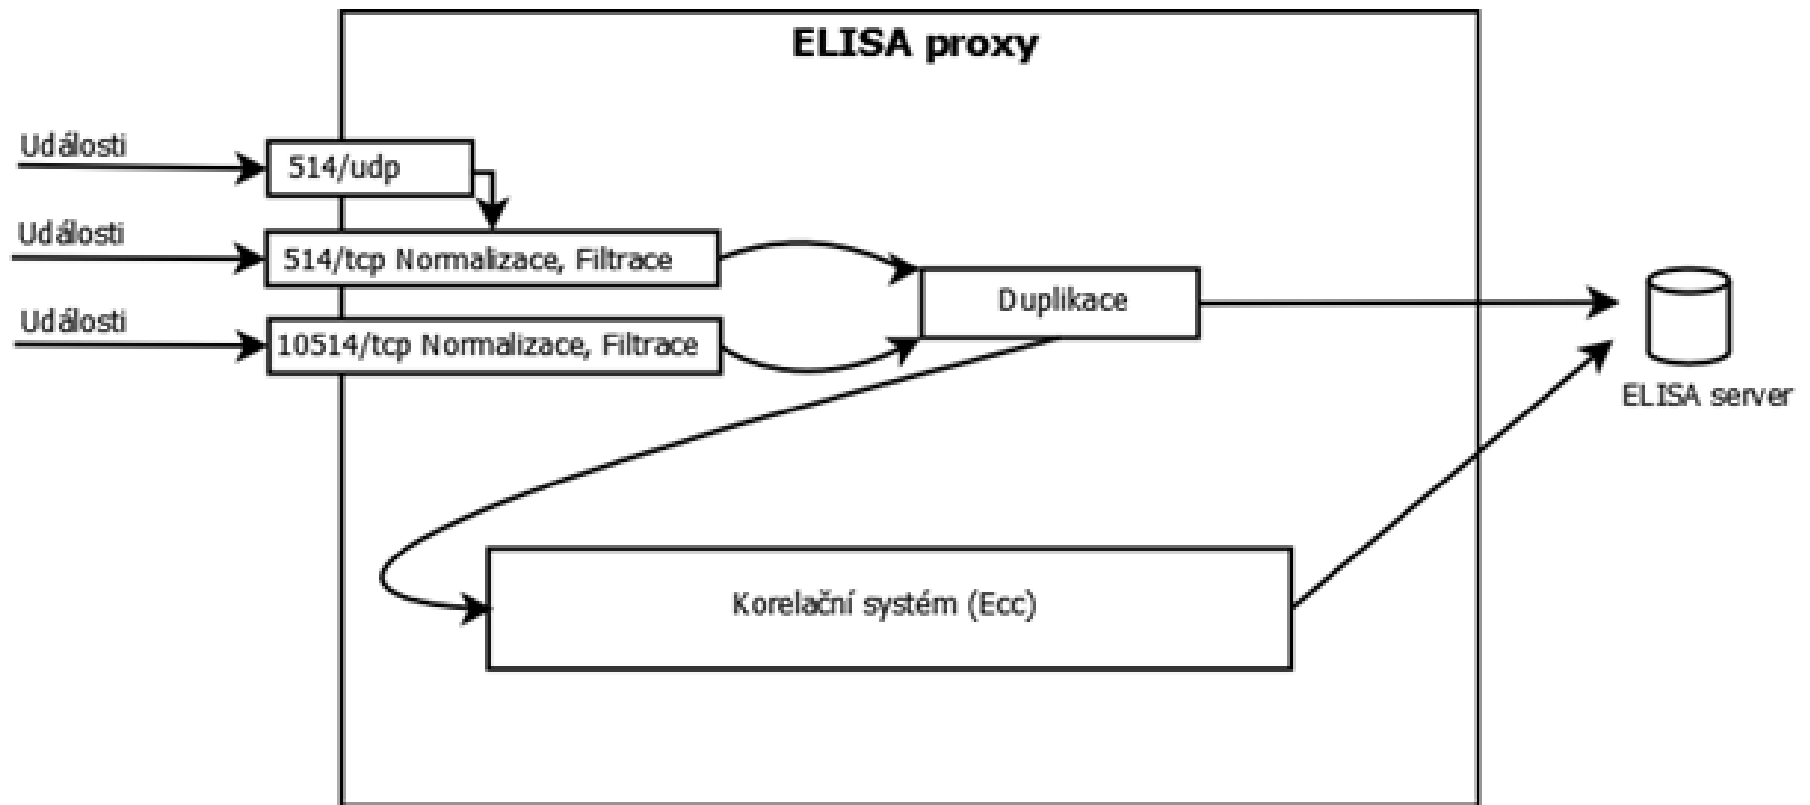 ELISA proxy
Události
514/udp
Události
514/tcp Normalizace, Filtrace
Duplikace
Události
10514/tcp Normalizace, Filtrace
ELISA server
Korelační systém (Ecc)